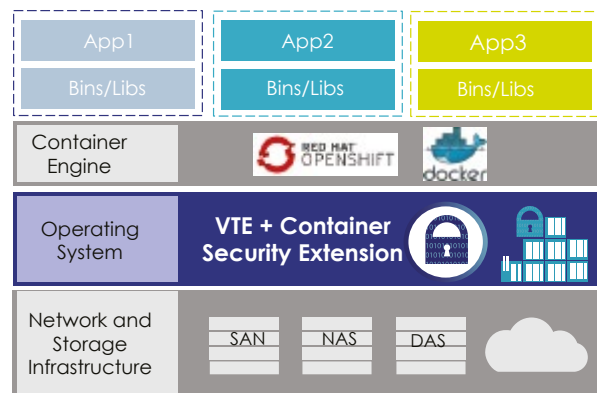 App1
App2
App3
Bins/Libs
Bins/Libs
Bins/Libs
Container
Engine
RED HAT
OPENSHIFT
docker
Operating
System
VTE + Container
Security Extension
Network and
Storage
Infrastructure
SAN
NAS
DAS